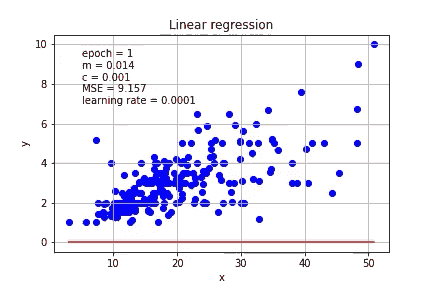 Linear regression
epoch = 1
m = 0.014
c = 0.001
MSE = 9.157
learning rate = 0.0001
10
8
6
4
2
0
y
10
20
30
40
50
x